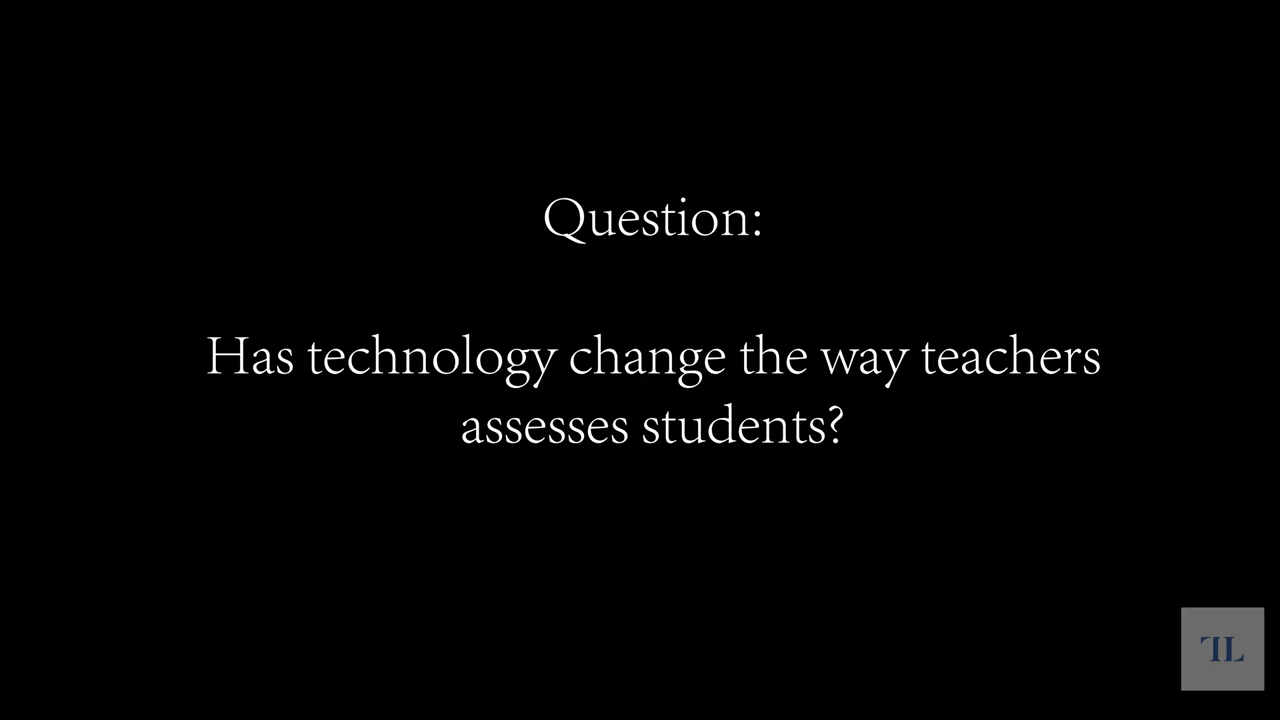 Question:
Has technology change the way teachers
assesses students?
TL